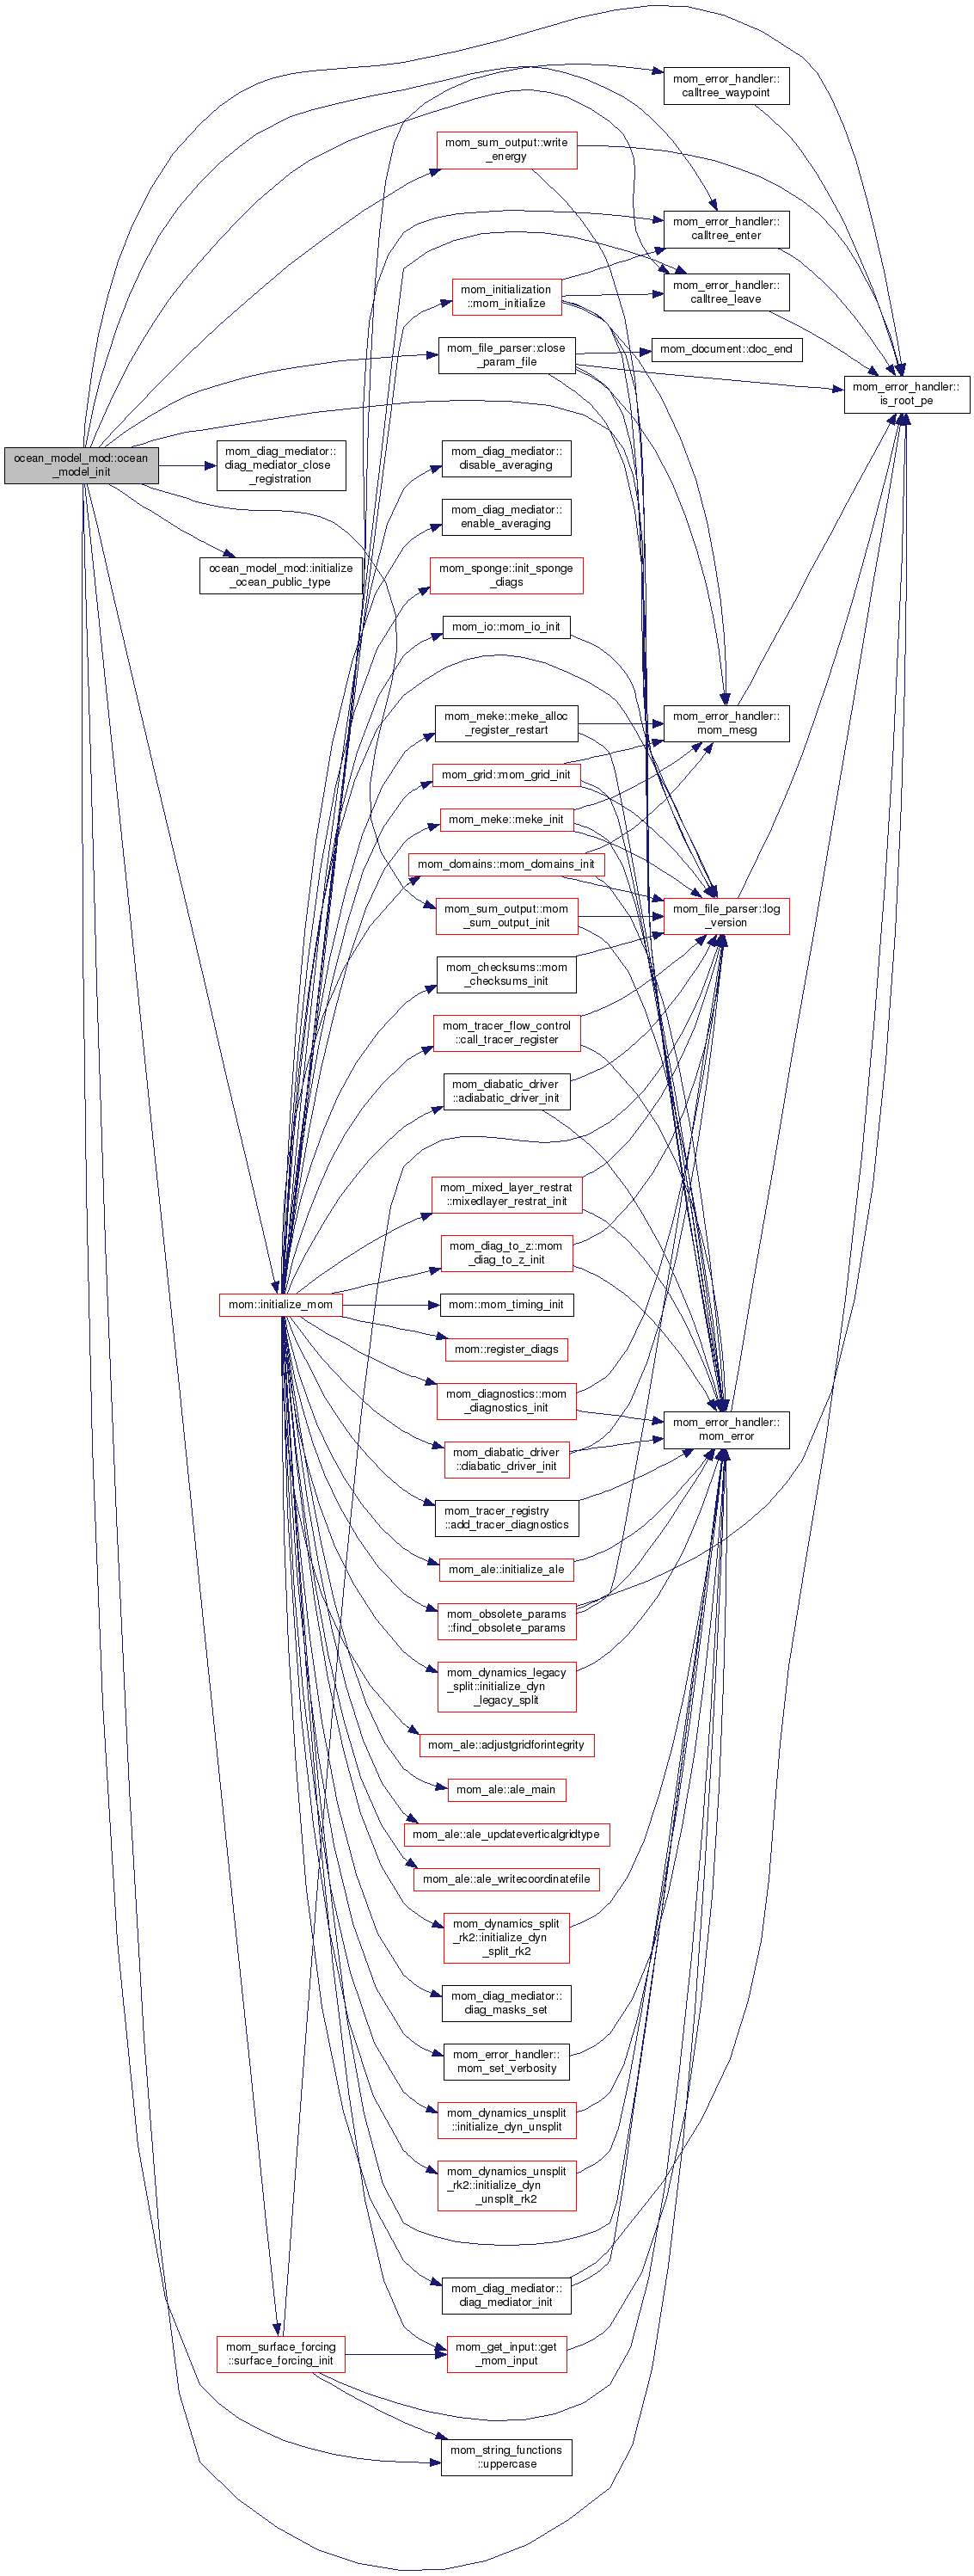 mom_error_handler::
calltree_waypoint
mom_sum_output::write
_energy
mom_error_handler::
calltree_enter
mom_error_handler::
calltree_leave
mom_initialization
::mom_initialize
mom_file_parser::close
_param_file
mom_document::doc_end
mom_error_handler::
is_root_pe
ocean_model_mod::ocean
_model_init
mom_diag_mediator::
diag_mediator_close
_registration
mom_diag_mediator::
disable_averaging
mom_diag_mediator::
enable_averaging
ocean_model_mod::initialize
_ocean_public_type
mom_sponge::init_sponge
_diags
mom_io::mom_io_init
mom_meke::meke_alloc
_register_restart
mom_error_handler::
mom_mesg
mom_grid::mom_grid_init
mom_meke::meke_init
mom_domains::mom_domains_init
mom_sum_output::mom
_sum_output_init
mom_file_parser::log
_version
mom_checksums::mom
_checksums_init
mom_tracer_flow_control
::call_tracer_register
mom_diabatic_driver
::adiabatic_driver_init
mom_mixed_layer_restrat
::mixedlayer_restrat_init
mom_diag_to_z::mom
_diag_to_z_init
mom::initialize_mom
mom::mom_timing_init
mom::register_diags
mom_diagnostics::mom
_diagnostics_init
mom_error_handler::
mom_error
mom_diabatic_driver
::diabatic_driver_init
mom_tracer_registry
::add_tracer_diagnostics
mom_ale::initialize_ale
mom_obsolete_params
::find_obsolete_params
mom_dynamics_legacy
_split::initialize_dyn
_legacy_split
mom_ale::adjustgridforintegrity
mom_ale::ale_main
mom_ale::ale_updateverticalgridtype
mom_ale::ale_writecoordinatefile
mom_dynamics_split
_rk2::initialize_dyn
_split_rk2
mom_diag_mediator::
diag_masks_set
mom_error_handler::
mom_set_verbosity
mom_dynamics_unsplit
::initialize_dyn_unsplit
mom_dynamics_unsplit
_rk2::initialize_dyn
_unsplit_rk2
mom_diag_mediator::
diag_mediator_init
mom_surface_forcing
::surface_forcing_init
mom_get_input::get
_mom_input
mom_string_functions
::uppercase